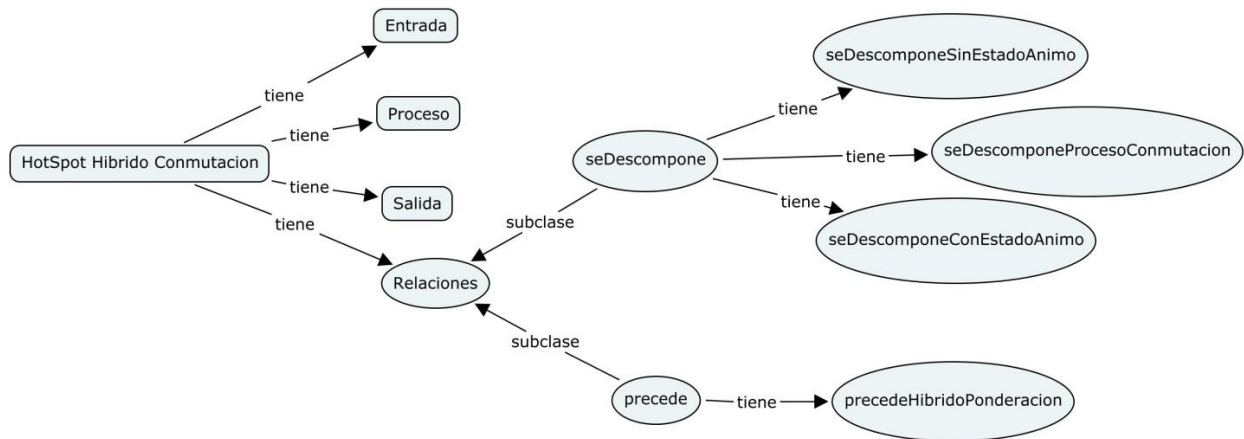 Entrada
seDescomponeSinEstadoAnimo
tiene
tiene
Proceso
tiene
seDescomponeProcesoConmutacion
HotSpot Hibrido Conmutacion
seDescompone
tiene
tiene
Salida
tiene
tiene
subclase
seDescomponeConEstadoAnimo
Relaciones
subclase
precede
tiene
precedeHibridoPonderacion